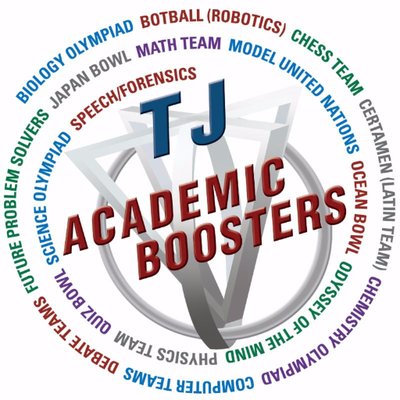 BIOLOGY OLYMPIAD
BOTBALL (ROBOTICS)
CHESS TEAM
CERTAMEN (LATIN TEAM)
CHEMISTRY OLYMPIAD
COMPUTER TEAMS
DEBATE TEAMS
FUTURE PROBLEM SOLVERS
JAPAN BOWL
MATH TEAM
MODEL UNITED NATIONS
OCEAN BOWL
ODYSSEY OF THE MIND
PHYSICS TEAM
QUIZ BOWL
SCIENCE OLYMPIAD
SPEECH/FORENSICS
TJ
ACADEMIC
BOOSTERS